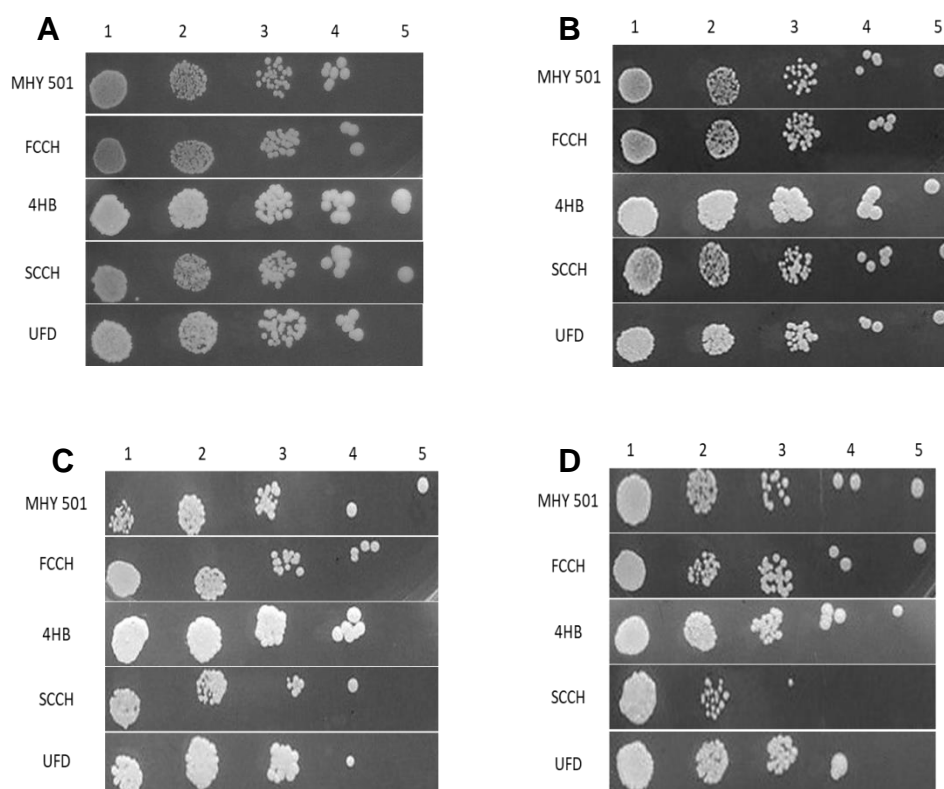 A
1 2 3 4 5
MHY 501
FCCH
4HB
SCCH
UFD
B
1 2 3 4 5
MHY 501
FCCH
4HB
SCCH
UFD
C
1 2 3 4 5
MHY 501
FCCH
4HB
SCCH
UFD
D
1 2 3 4 5
MHY 501
FCCH
4HB
SCCH
UFD